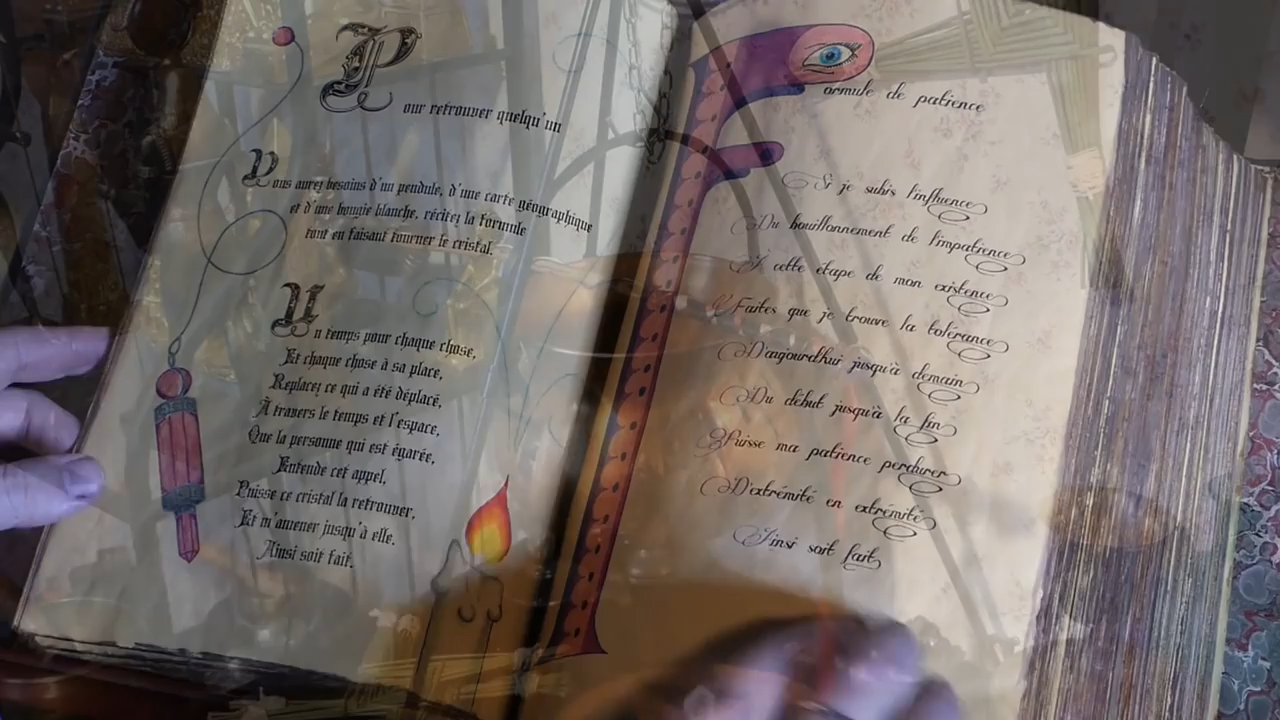 Pour retrouver quelqu'un
Vous aurez besoins d'un pendule, d'une carte géographique
et d'une bougie blanche, récitez la formule
tout en faisant tourner le cristal.
Un temps pour chaque chose,
Et chaque chose à sa place,
Replacez ce qui a été déplacé,
À travers le temps et l'espace,
Que la personne qui est égarée,
Entende cet appel,
Puisse ce cristal la retrouver,
Et m'amener jusqu'à elle.
Ainsi soit fait.
Formule de patience
Si je subis l'influence
Du bouillonnement de l'impatience
A cette étape de mon existence
Faites que je trouve la tolérance
D'aujourd'hui jusqu'à demain
Du début jusqu'à la fin
Puisse ma patience perdurer
D'extrémité en extrémité
Ainsi soit fait